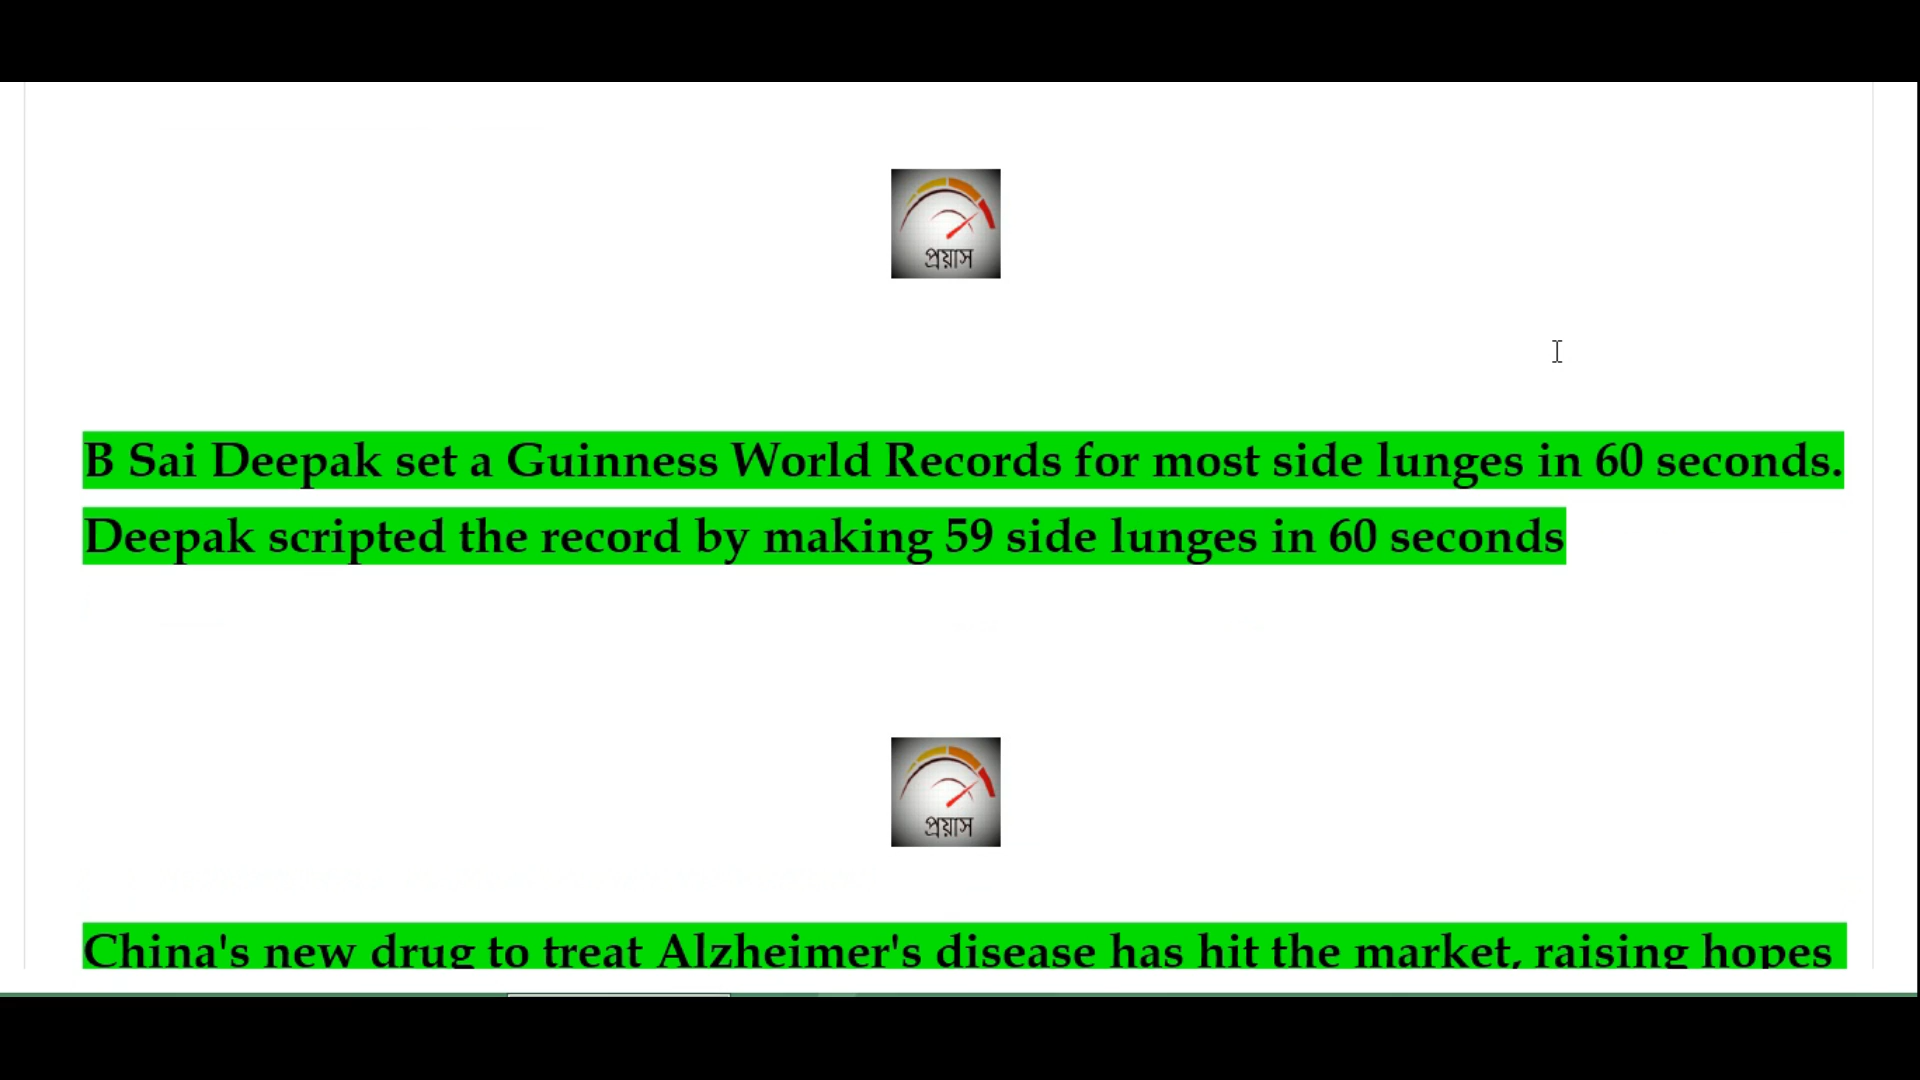 প্রয়াস
B Sai Deepak set a Guinness World Records for most side lunges in 60 seconds.
Deepak scripted the record by making 59 side lunges in 60 seconds
প্রয়াস
China's new drug to treat Alzheimer's disease has hit the market, raising hopes